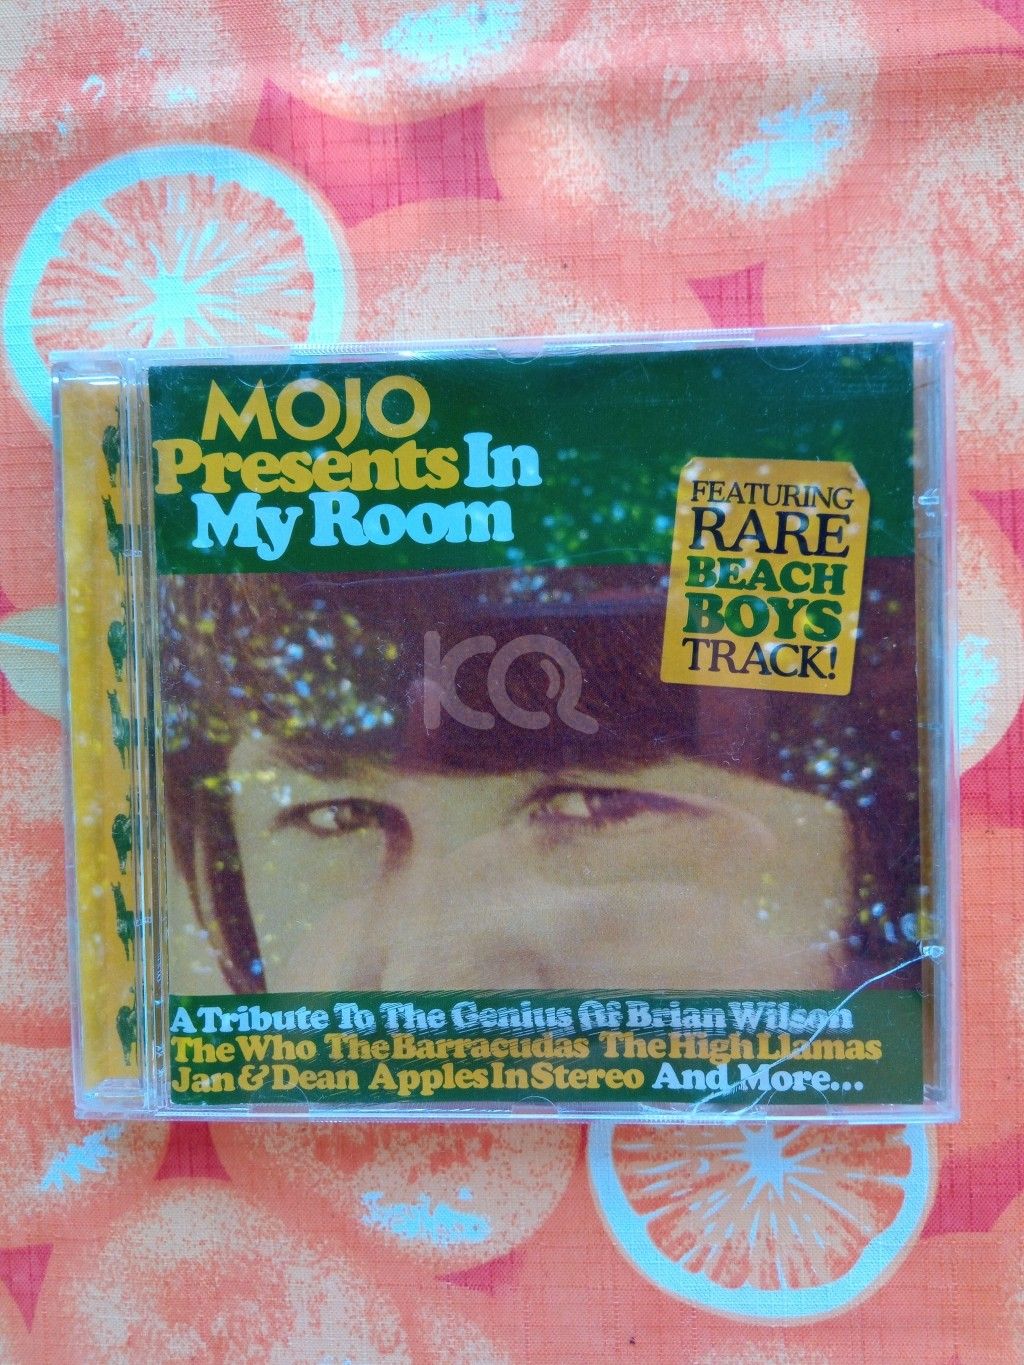 MOJO
Presents In
My Room
FEATURING
RARE
BEACH
BOYS
TRACK!
KQ
A Tribute To The Genius Of Brian Wilson
The Who The Barracudas The High Llamas
Jan & Dean Apples In Stereo And More...